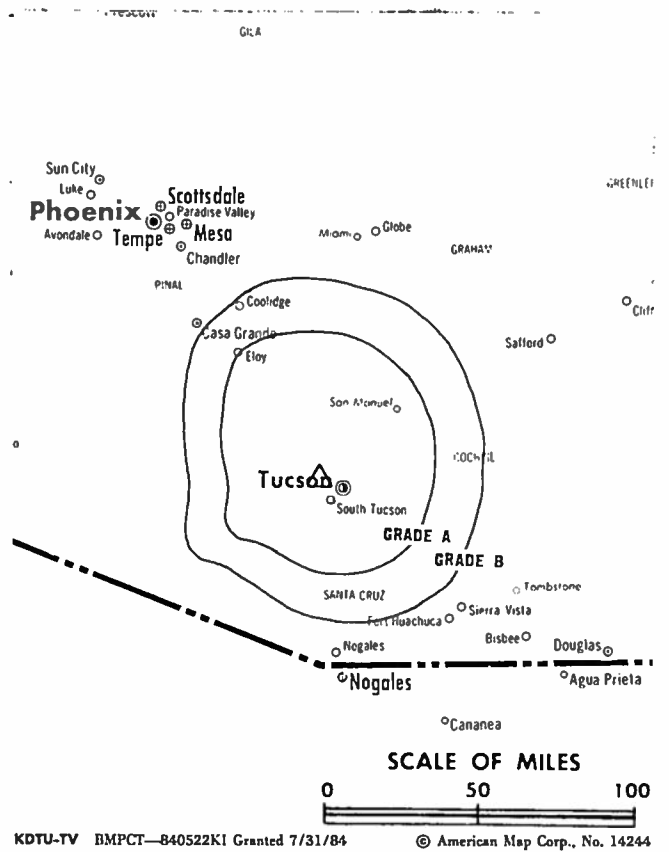 GILA
Sun City
GREENLEE
Luke
Scottsdale
Phoenix
Paradise Valley
Avondale
Tempe
Mesa
Miami
Globe
Chandler
GRAHAM
PINAL
Coolidge
Casa Grande
Safford
Eloy
San Manuel
Tucson
South Tucson
GRADE A
GRADE B
SANTA CRUZ
Tombstone
Fort Huachuca
Sierra Vista
Nogales
Bisbee
Douglas
Nogales
Agua Prieta
Cananea
SCALE OF MILES
0 50 100
KDTU-TV BMPCT—840522KI Granted 7/31/84 © American Map Corp., No. 14244